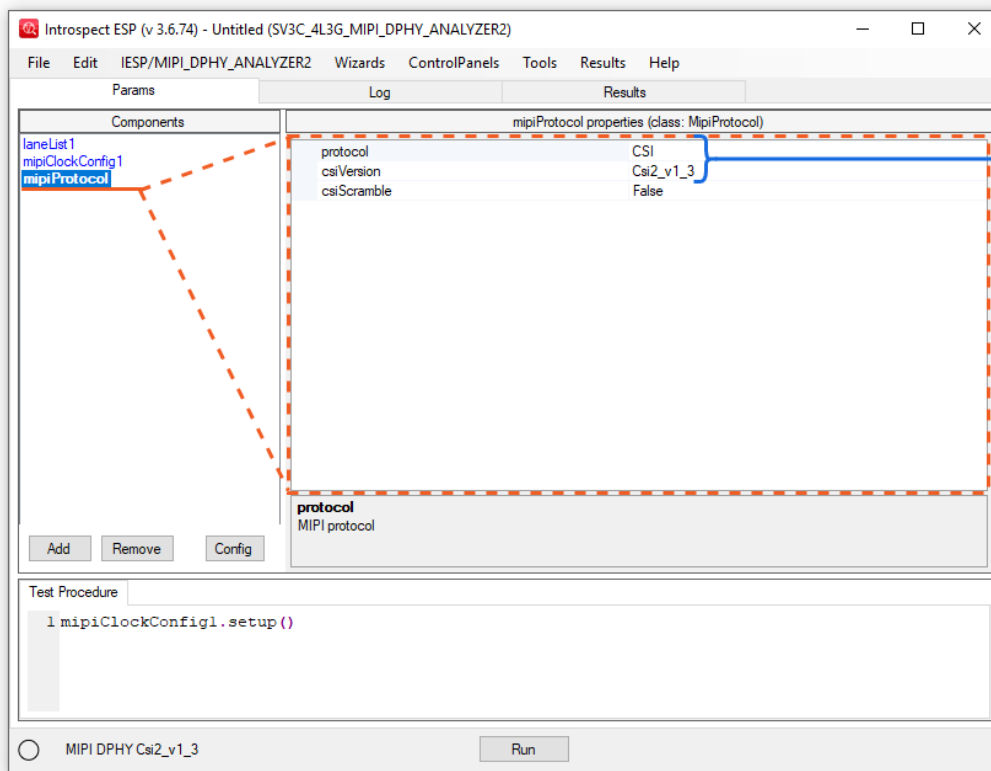 Introspect ESP (v 3.6.74) - Untitled (SV3C_4L3G_MIPI_DPHY_ANALYZER2)
File Edit IESP/MIPI_DPHY_ANALYZER2 Wizards ControlPanels Tools Results Help
Params Log Results
Components mipiProtocol properties (class: MipiProtocol)
laneList1
mipiClockConfig1
mipiProtocol
protocol CSI
csiVersion Csi2_v1_3
csiScramble False
protocol
MIPI protocol
Add Remove Config
Test Procedure
1 mipiClockConfig1.setup()
MIPI DPHY Csi2_v1_3 Run